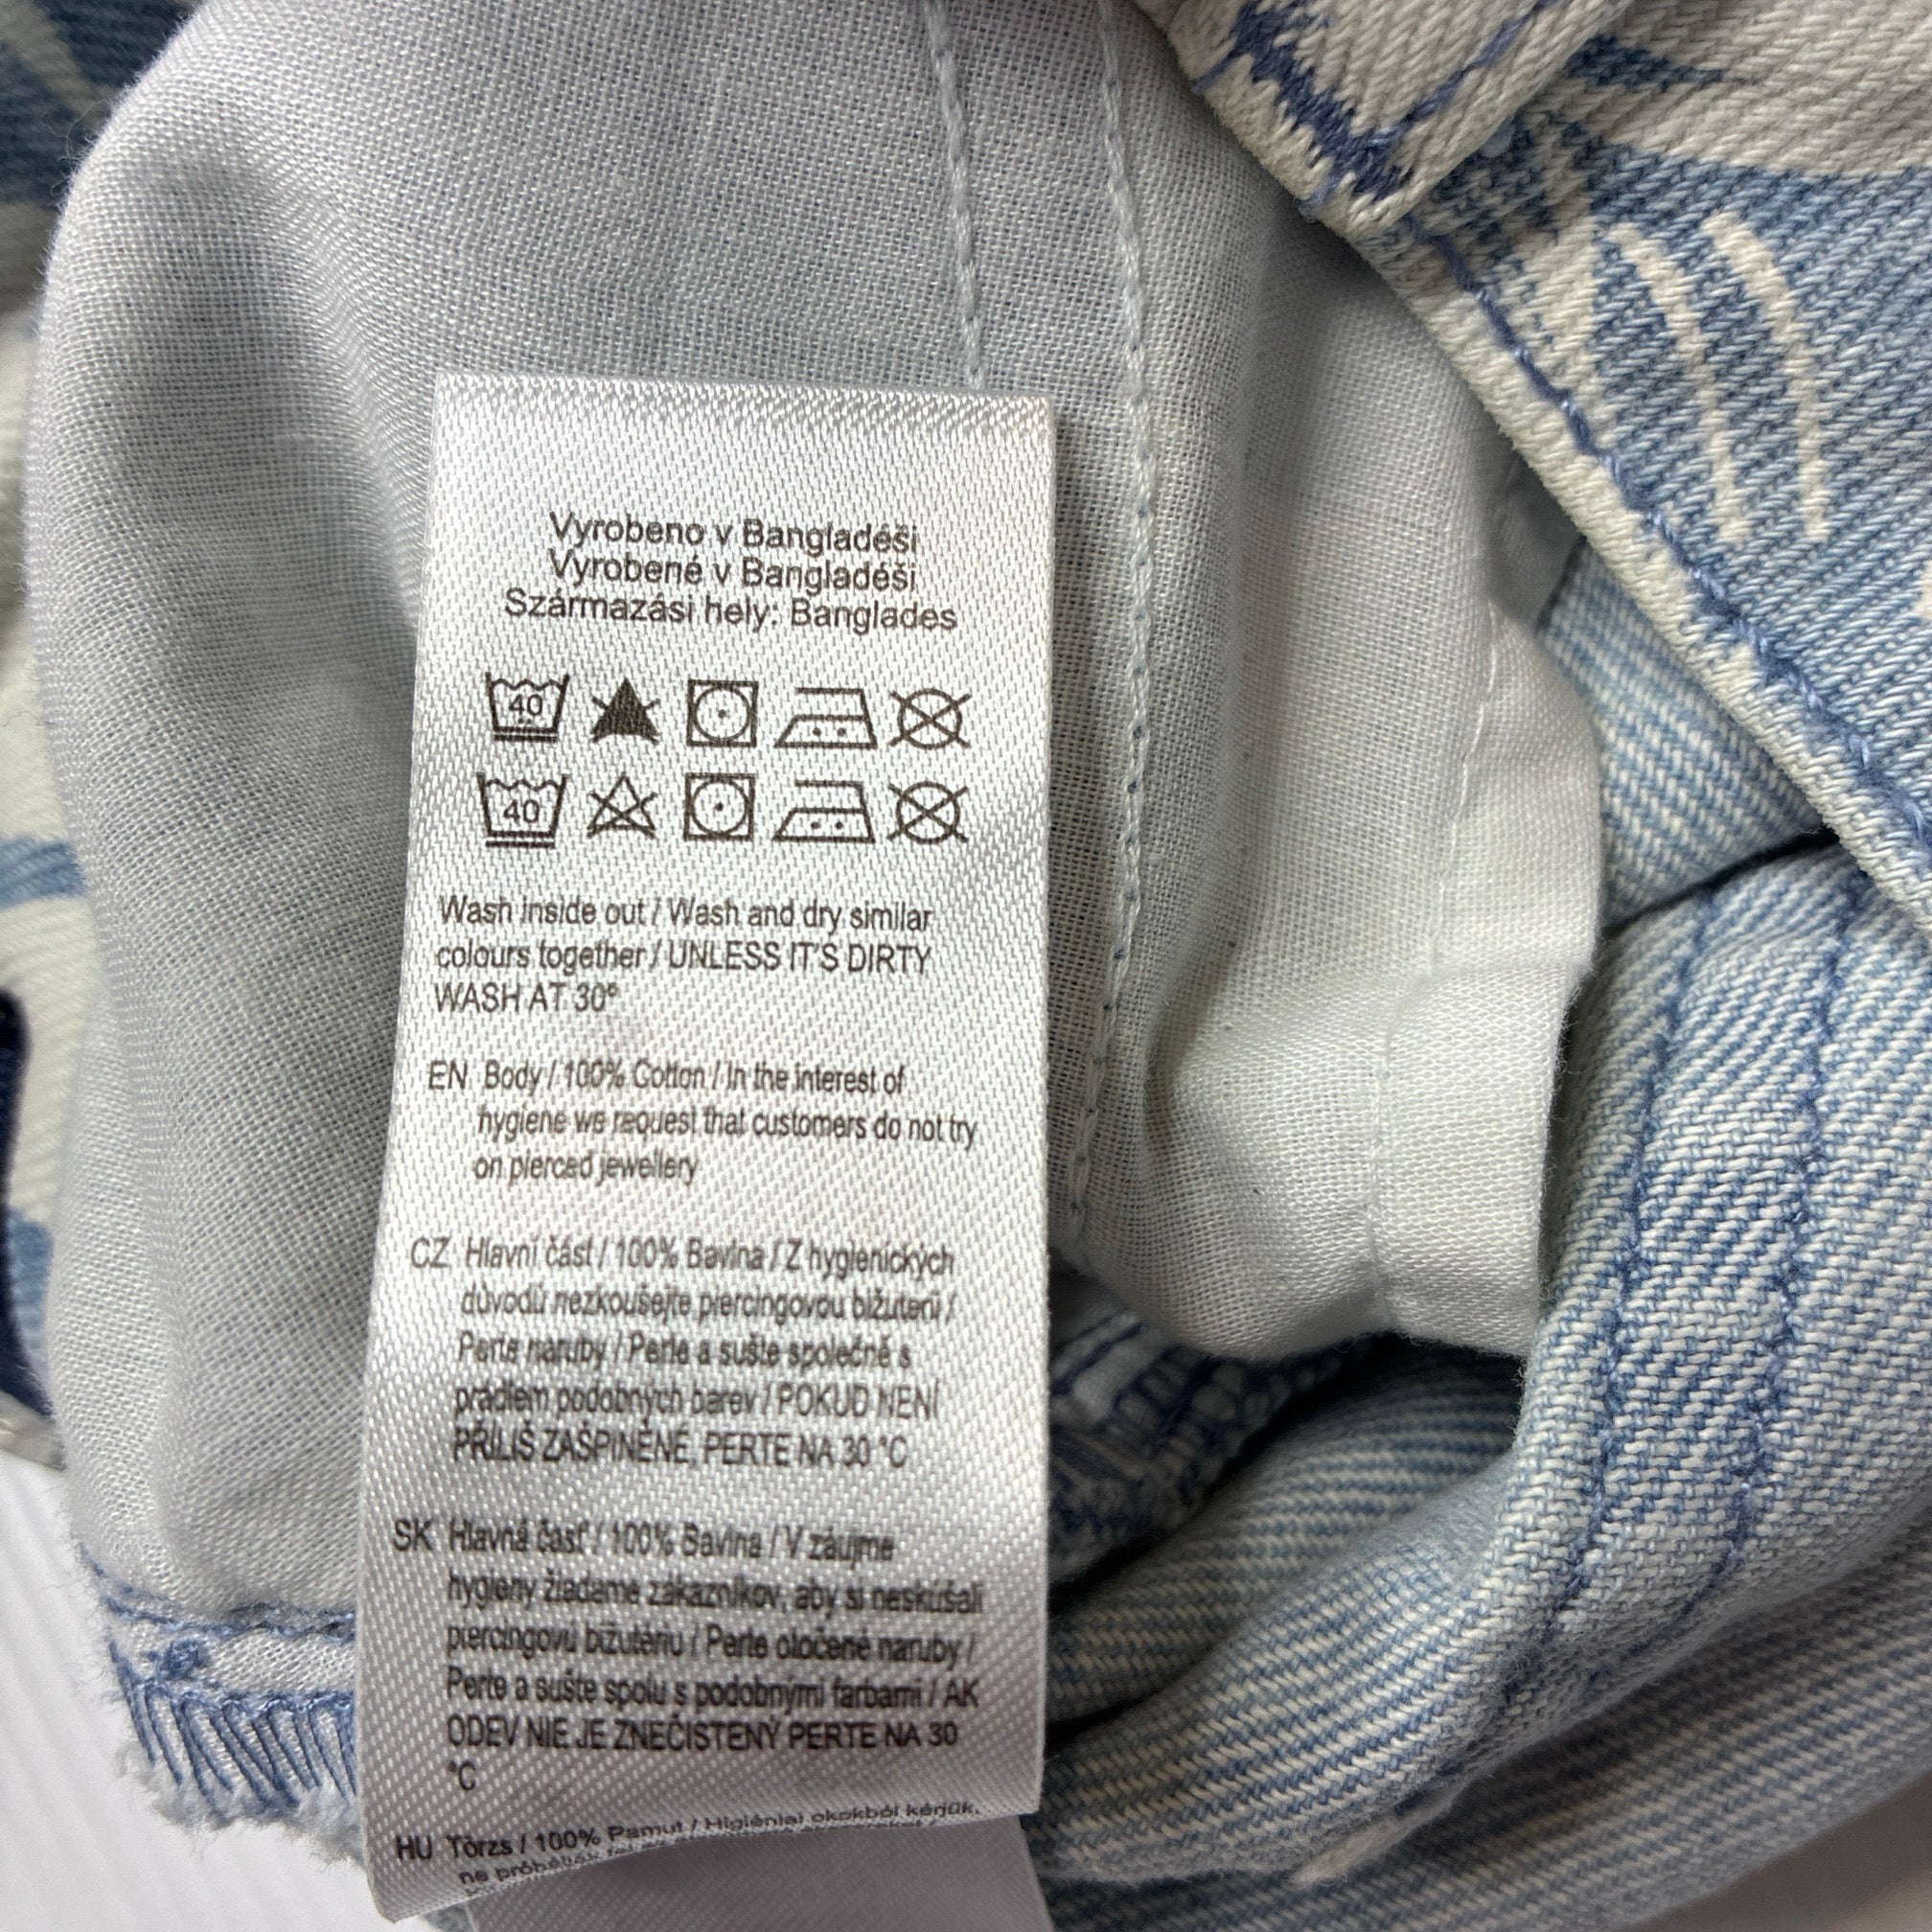 Vyrobeno v Bangladéši
Vyrobené v Bangladéši
Származási hely: Banglades
40
40
Wash inside out / Wash and dry similar
colours together / UNLESS IT'S DIRTY
WASH AT 30°
EN Body / 100% Cotton / In the interest of
hygiene we request that customers do not try
on pierced jewellery
CZ Hlavní část / 100% Bavlna / Z hygienických
důvodů nezkoušejte piercingovou bižuterii /
Perte naruby / Perte a sušte společně s
prádlem podobných barev / POKUD NENÍ
PŘÍLIŠ ZAŠPINĚNÉ, PERTE NA 30 °C
SK Hlavná časť / 100% Bavlna / V záujme
hygieny žiadame zákazníkov, aby si neskúšali
piercingovú bižutériu / Perte otočené naruby /
Perte a sušte spolu s podobnými farbami / AK
ODEV NIE JE ZNEČISTENÝ PERTE NA 30
°C
HU Törzs / 100% Pamut / Higiéniai okokból kérjük,
ne próbálják